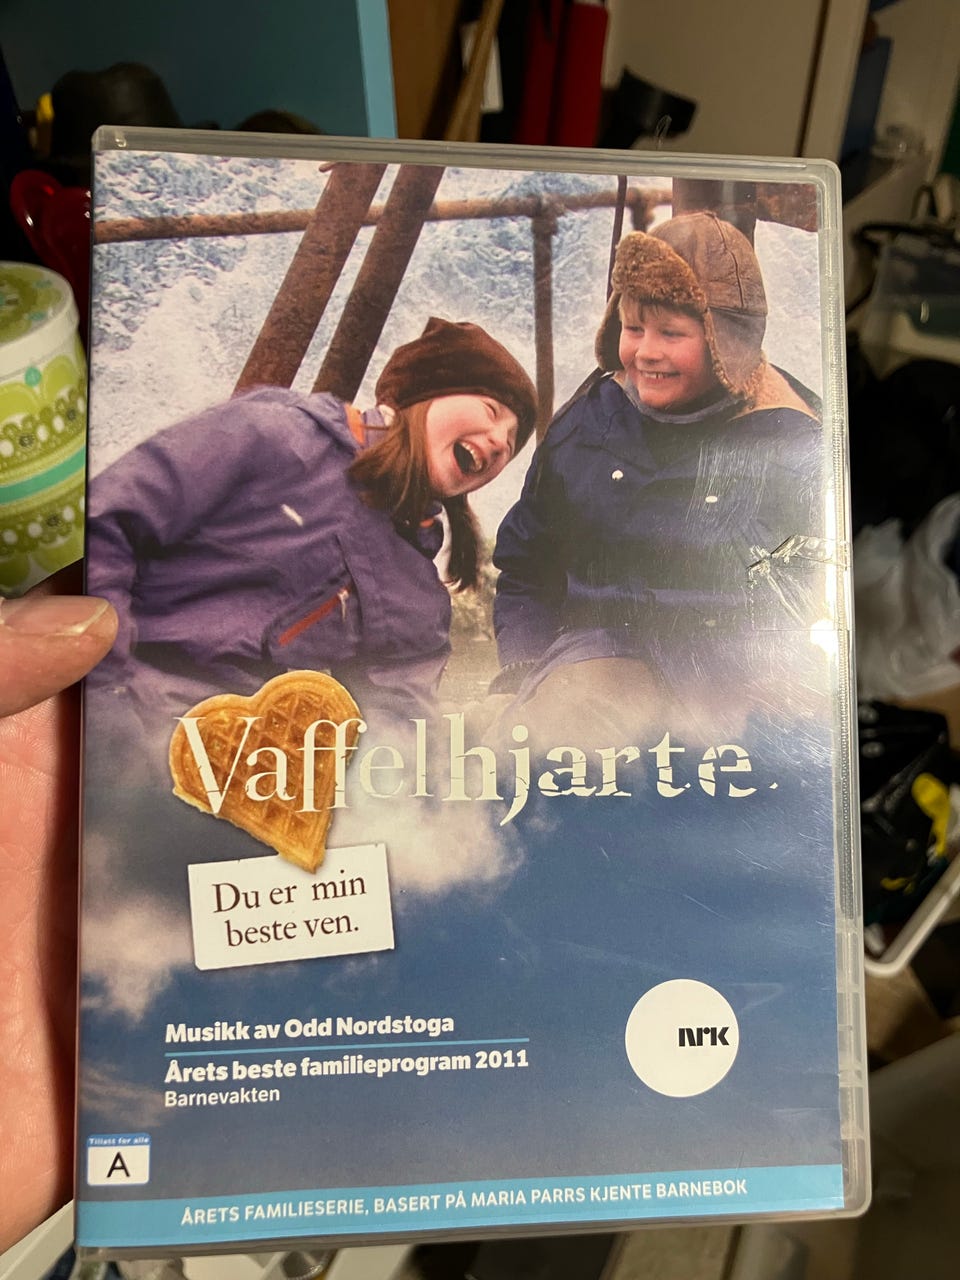 Vaffelhjarte.
Du er min
beste ven.
Musikk av Odd Nordstoga
Årets beste familieprogram 2011
Barnevakten
NRK
Tillatt for alle
A
ÅRETS FAMILIESERIE, BASERT PÅ MARIA PARRS KJENTE BARNEBOK